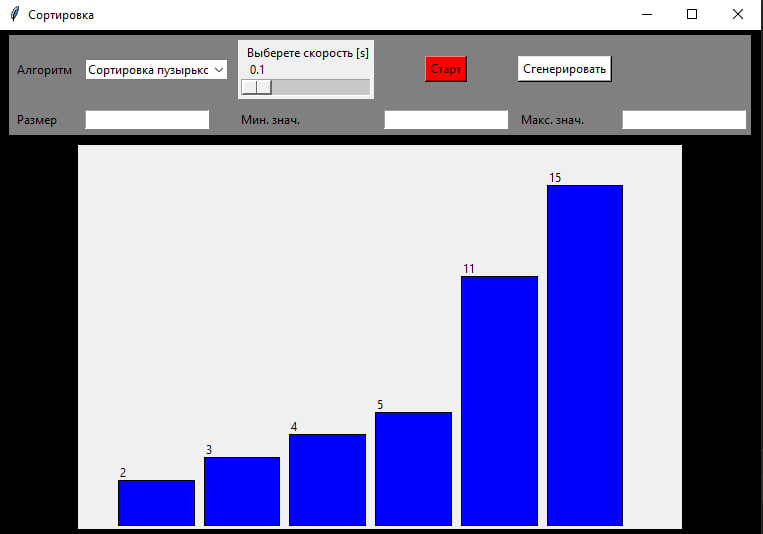 Сортировка
Выберете скорость [s]
Алгоритм Сортировка пузырько 0.1 Старт Сгенерировать
Размер Мин. знач. Макс. знач.
15
11
5
4
3
2